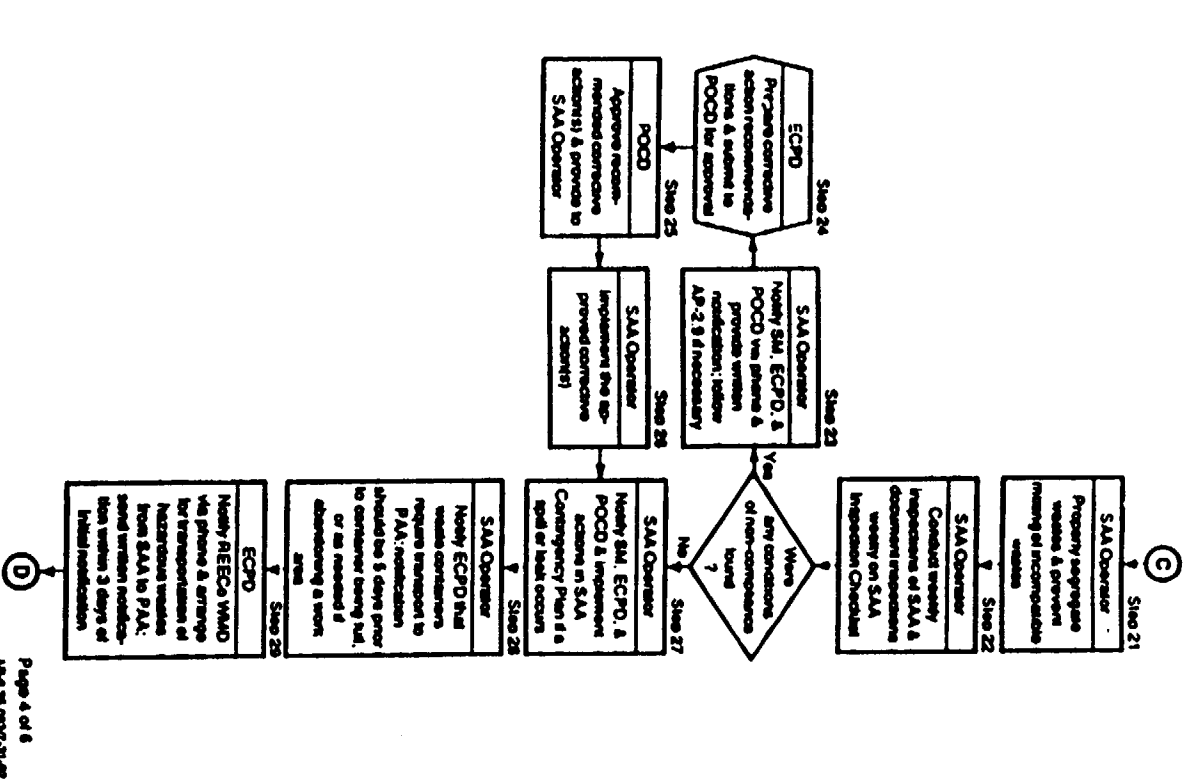 C
Step 21
SAA Operator
Properly segregate
wastes & prevent
mixing of incompatible
wastes
Step 22
SAA Operator
Conduct weekly
inspections of SAA &
document inspections
weekly on SAA
Inspection Checklist
Were
any conditions
of non-compliance
found
?
Yes
No
Step 23
SAA Operator
Notify SM, ECPD, &
POCD via phone &
provide written
notification; follow
AP-2.9 if necessary
Step 24
ECPD
Prepare corrective
action recommenda-
tions & submit to
POCD for approval
Step 25
POCD
Approve recom-
mended corrective
action(s) & provide to
SAA Operator
Step 26
SAA Operator
Implement the ap-
proved corrective
action(s)
Step 27
SAA Operator
Notify SM, ECPD, &
POCD & implement
actions in SAA
Contingency Plan if a
spill or leak occurs
Step 28
SAA Operator
Notify ECPD that
waste containers
require transport to
PAA; notification
should be 5 days prior
to container being full,
or as needed if
abandoning a work
area
Step 29
ECPD
Notify REECo WMD
via phone & arrange
for transportation of
hazardous wastes
from SAA to PAA;
send written notifica-
tion within 3 days of
initial notification
D
Page 4 of 6